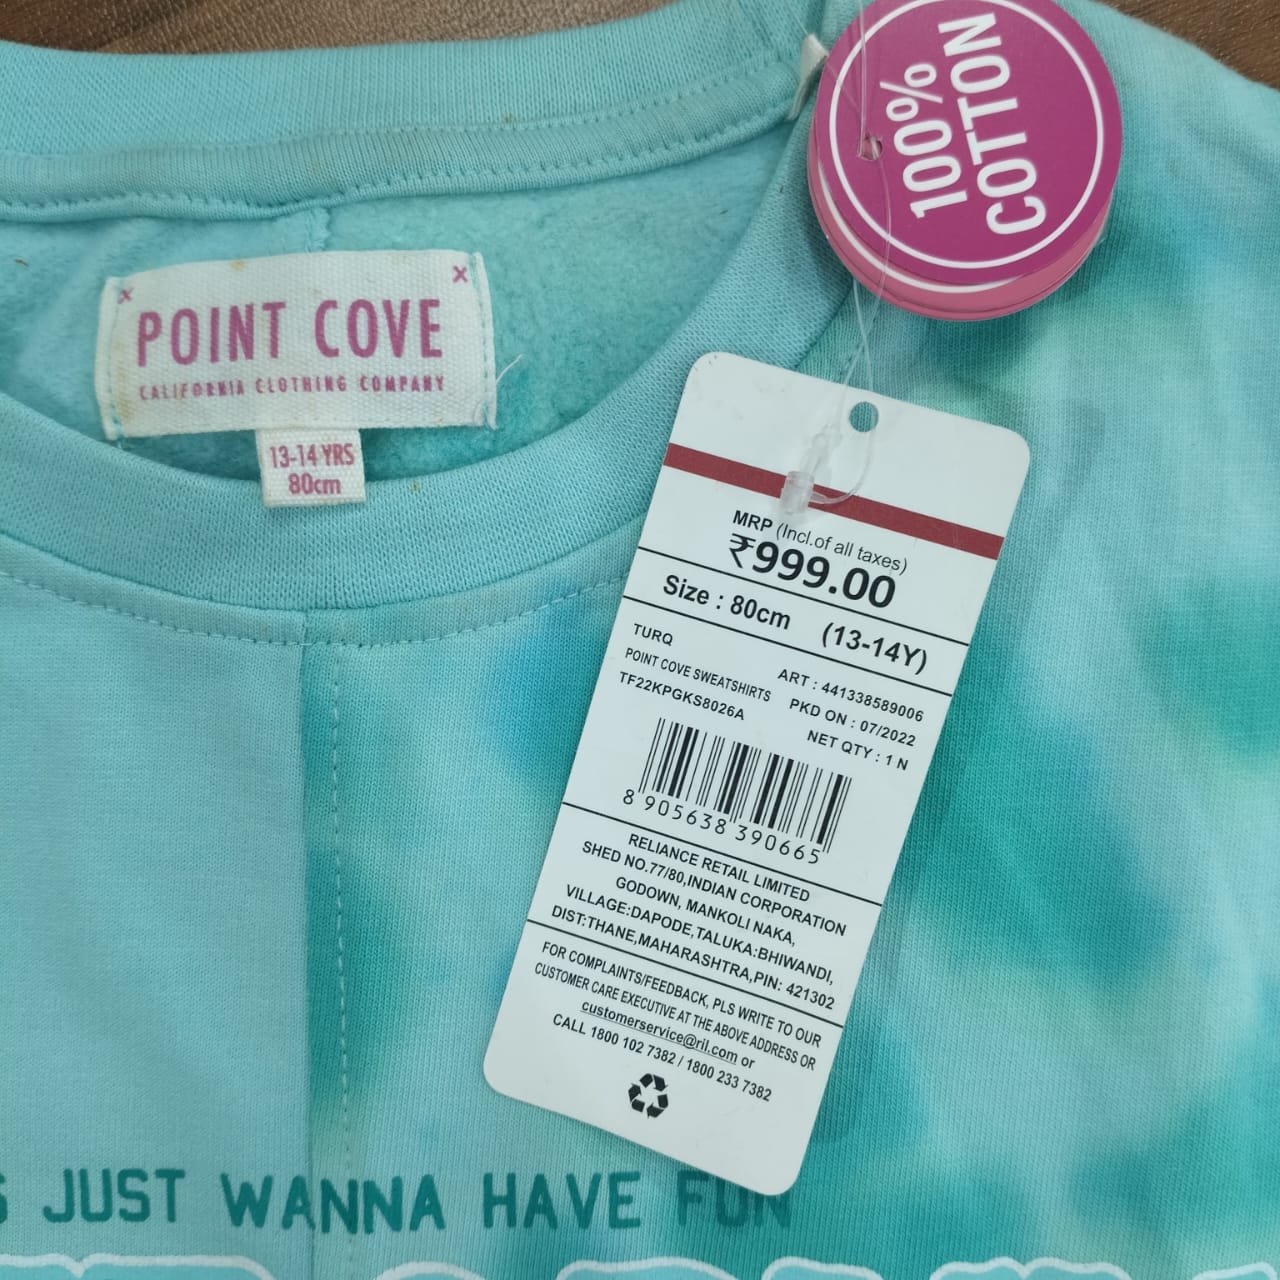 100%
COTTON
x x
POINT COVE
CALIFORNIA CLOTHING COMPANY
13-14 YRS
80cm
MRP (Incl.of all taxes)
₹999.00
Size : 80cm (13-14Y)
TURQ
POINT COVE SWEATSHIRTS
TF22KPGKS8026A
ART : 441338589006
PKD ON : 07/2022
NET QTY : 1 N
8 905638 390665
RELIANCE RETAIL LIMITED
SHED NO.77/80,INDIAN CORPORATION
GODOWN, MANKOLI NAKA,
VILLAGE:DAPODE,TALUKA:BHIWANDI,
DIST:THANE,MAHARASHTRA,PIN: 421302
FOR COMPLAINTS/FEEDBACK, PLS WRITE TO OUR
CUSTOMER CARE EXECUTIVE AT THE ABOVE ADDRESS OR
customerservice@ril.com or
CALL 1800 102 7382 / 1800 233 7382
JUST WANNA HAVE FUN